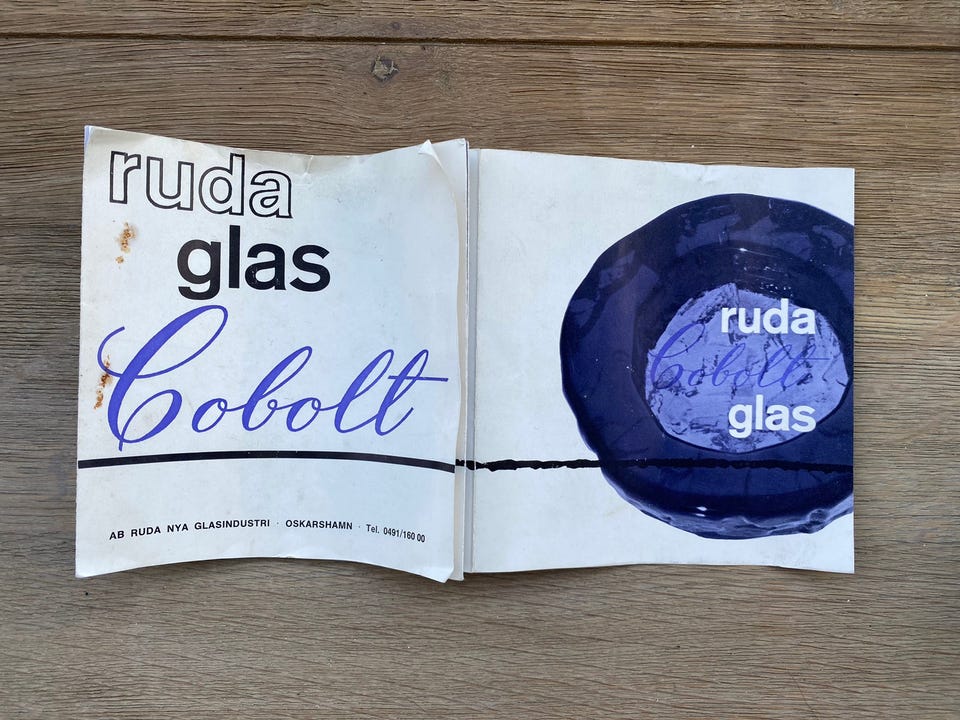 ruda
glas
Cobolt
AB RUDA NYA GLASINDUSTRI · OSKARSHAMN · Tel. 0491/160 00
ruda
Cobolt
glas